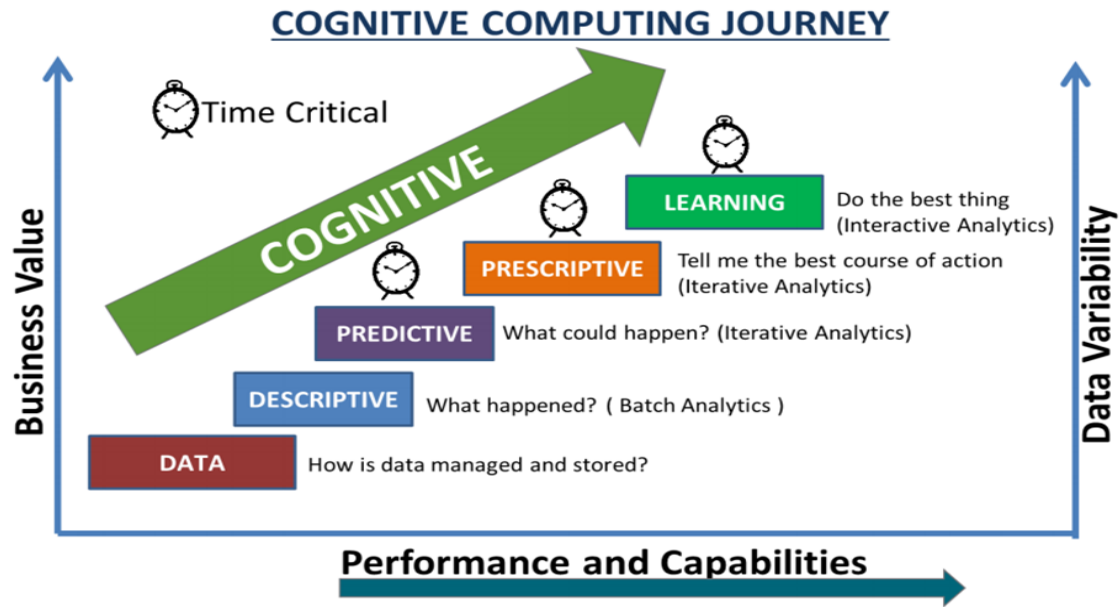 COGNITIVE COMPUTING JOURNEY
Time Critical
COGNITIVE
LEARNING
Do the best thing
(Interactive Analytics)
PRESCRIPTIVE
Tell me the best course of action
(Iterative Analytics)
PREDICTIVE
What could happen? (Iterative Analytics)
DESCRIPTIVE
What happened? ( Batch Analytics )
DATA
How is data managed and stored?
Business Value
Data Variability
Performance and Capabilities